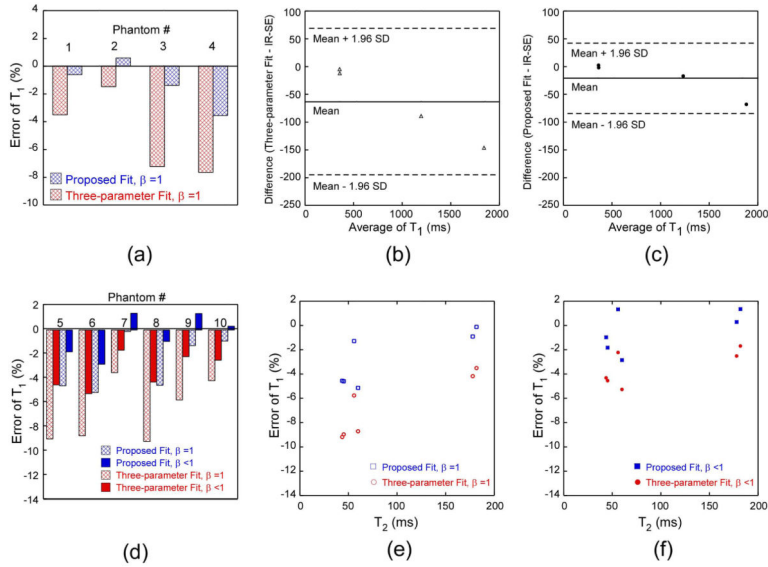 Phantom #
1 2 3 4
4
2
0
-2
-4
-6
-8
-10
Error of T1 (%)
Proposed Fit, β =1
Three-parameter Fit, β =1
(a)
100
50
0
-50
-100
-150
-200
-250
Difference (Three-parameter Fit - IR-SE)
Mean + 1.96 SD
Mean
Mean - 1.96 SD
0 500 1000 1500 2000
Average of T1 (ms)
(b)
100
50
0
-50
-100
-150
-200
-250
Difference (Proposed Fit - IR-SE)
Mean + 1.96 SD
Mean
Mean - 1.96 SD
0 500 1000 1500 2000
Average of T1 (ms)
(c)
Phantom #
5 6 7 8 9 10
2
0
-2
-4
-6
-8
-10
-12
-14
Error of T1 (%)
Proposed Fit, β =1
Proposed Fit, β <1
Three-parameter Fit, β =1
Three-parameter Fit, β <1
(d)
2
0
-2
-4
-6
-8
-10
-12
-14
Error of T1 (%)
Proposed Fit, β =1
Three-parameter Fit, β =1
0 50 100 150 200
T2 (ms)
(e)
2
0
-2
-4
-6
-8
-10
-12
-14
Error of T1 (%)
Proposed Fit, β <1
Three-parameter Fit, β <1
0 50 100 150 200
T2 (ms)
(f)